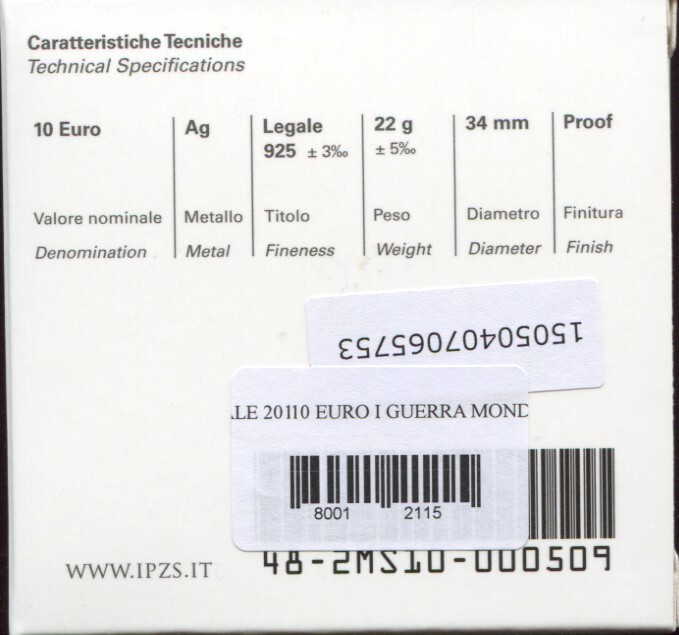 Caratteristiche Tecniche
Technical Specifications
10 Euro Ag Legale 22 g 34 mm Proof
925 ± 3‰ ± 5‰
Valore nominale Metallo Titolo Peso Diametro Finitura
Denomination Metal Fineness Weight Diameter Finish
1505040706S753
ALE 20110 EURO I GUERRA MOND
8001 2115
WWW.IPZS.IT 48-2MS10-000509